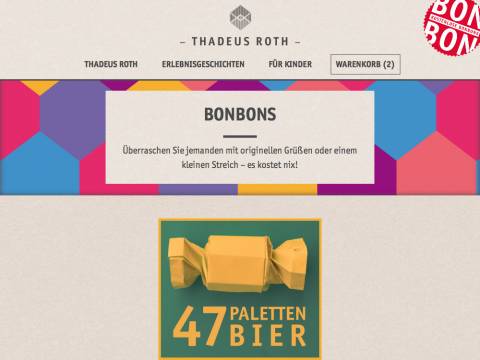 – THADEUS ROTH –
BON
KOSTENLOSE STREICHE
BON
THADEUS ROTH ERLEBNISGESCHICHTEN FÜR KINDER WARENKORB (2)
BONBONS
Überraschen Sie jemanden mit originellen Grüßen oder einem
kleinen Streich – es kostet nix!
47 PALETTEN
BIER